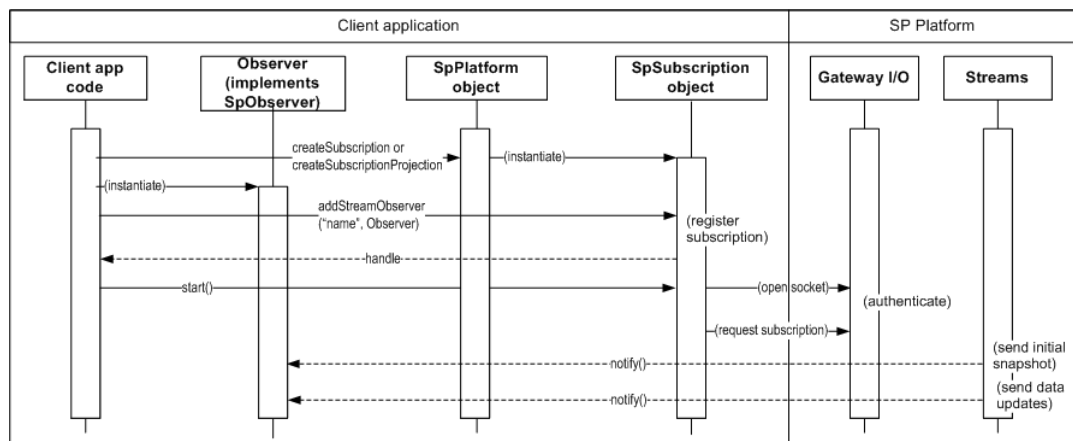 Client application
SP Platform
Client app
code
Observer
(implements
SpObserver)
SpPlatform
object
SpSubscription
object
Gateway I/O
Streams
createSubscription or
createSubscriptionProjection
(instantiate)
(instantiate)
addStreamObserver
("name", Observer)
(register
subscription)
handle
start()
(open socket)
(authenticate)
(request subscription)
(send initial
snapshot)
notify()
(send data
updates)
notify()